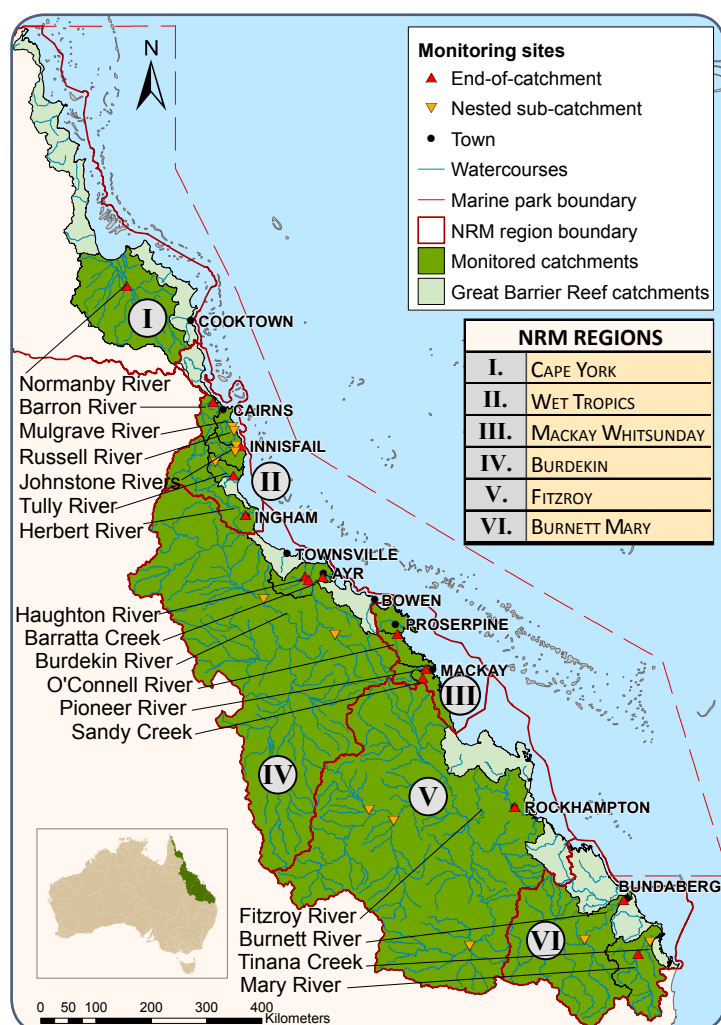 N
Monitoring sites
End-of-catchment
Nested sub-catchment
Town
Watercourses
Marine park boundary
NRM region boundary
Monitored catchments
Great Barrier Reef catchments
NRM REGIONS
I. CAPE YORK
II. WET TROPICS
III. MACKAY WHITSUNDAY
IV. BURDEKIN
V. FITZROY
VI. BURNETT MARY
I
COOKTOWN
Normanby River
Barron River
CAIRNS
Mulgrave River
Russell River
INNISFAIL
Johnstone Rivers
II
Tully River
Herbert River
INGHAM
TOWNSVILLE
AYR
Haughton River
BOWEN
Barratta Creek
PROSERPINE
Burdekin River
O'Connell River
MACKAY
Pioneer River
III
Sandy Creek
IV
V
ROCKHAMPTON
BUNDABERG
Fitzroy River
Burnett River
VI
Tinana Creek
Mary River
0 50 100 200 300 400
Kilometers